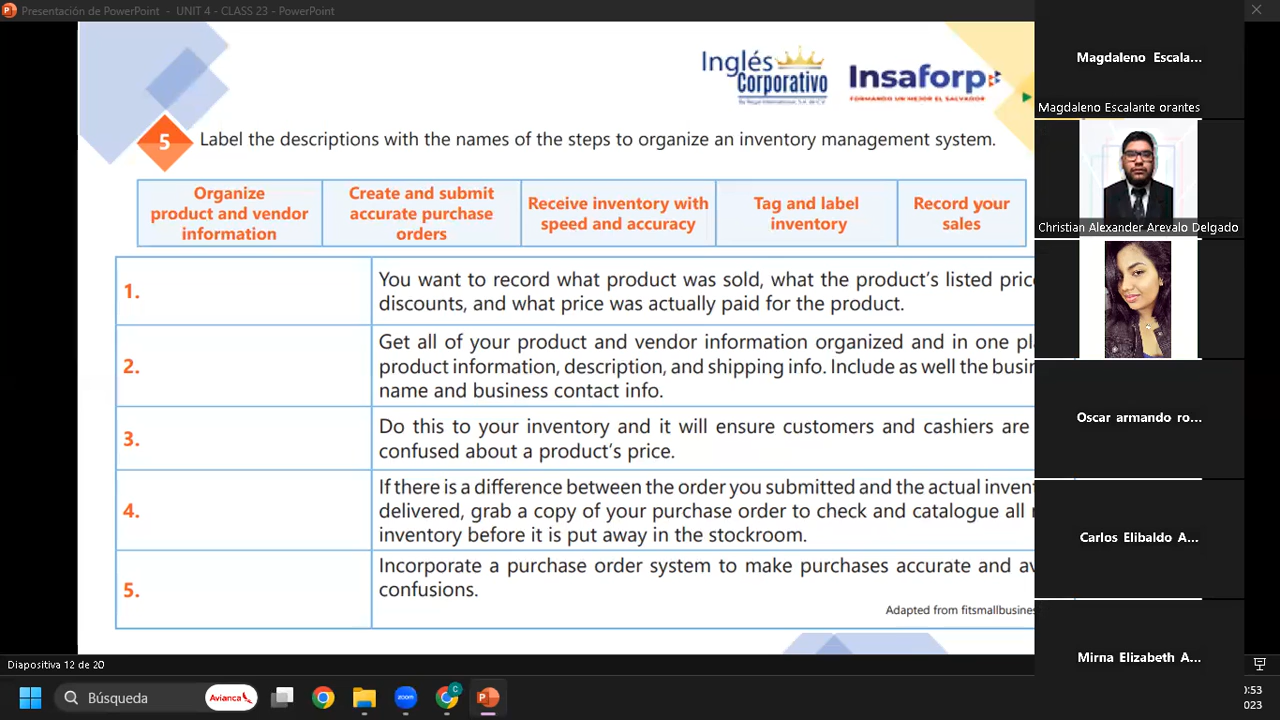 Presentación de PowerPoint - UNIT 4 - CLASS 23 - PowerPoint
Inglés
Corporativo
Insaforp
FORMANDO UN MEJOR EL SALVADOR
5
Label the descriptions with the names of the steps to organize an inventory management system.
Organize
product and vendor
information
Create and submit
accurate purchase
orders
Receive inventory with
speed and accuracy
Tag and label
inventory
Record your
sales
1.
You want to record what product was sold, what the product's listed
discounts, and what price was actually paid for the product.
2.
Get all of your product and vendor information organized and in one
product information, description, and shipping info. Include as well the
name and business contact info.
3.
Do this to your inventory and it will ensure customers and cashiers are
confused about a product's price.
4.
If there is a difference between the order you submitted and the actual
delivered, grab a copy of your purchase order to check and catalogue all
inventory before it is put away in the stockroom.
5.
Incorporate a purchase order system to make purchases accurate and
confusions.
Adapted from
Magdaleno Escala...
Magdaleno Escalante orantes
Christian Alexander Arevalo Delgado
Oscar armando ro...
Carlos Elibaldo A...
Mirna Elizabeth A...
Diapositiva 12 de 20
Búsqueda
Avianca
zoom
C
:53